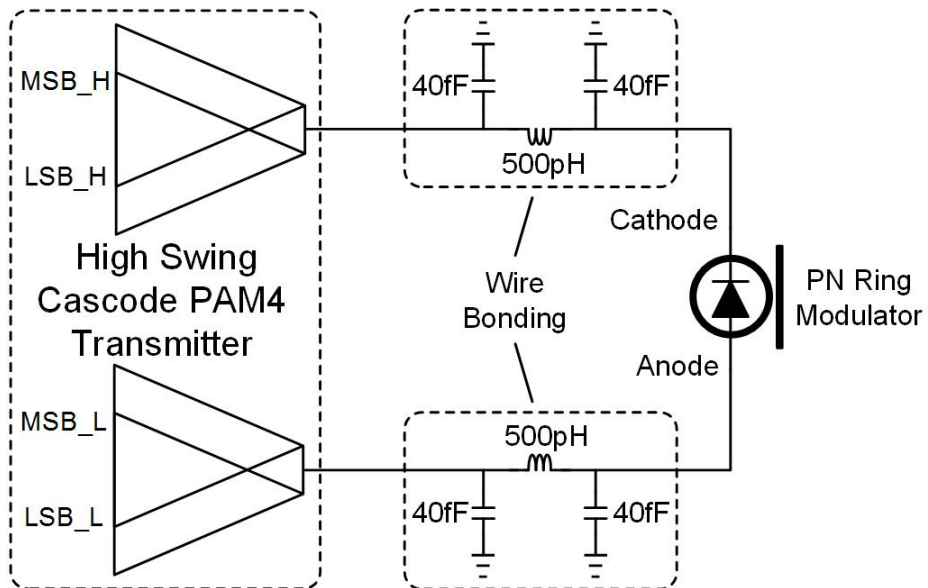 MSB_H
LSB_H
High Swing
Cascode PAM4
Transmitter
MSB_L
LSB_L
40fF
40fF
500pH
Wire
Bonding
500pH
40fF
40fF
Cathode
PN Ring
Modulator
Anode